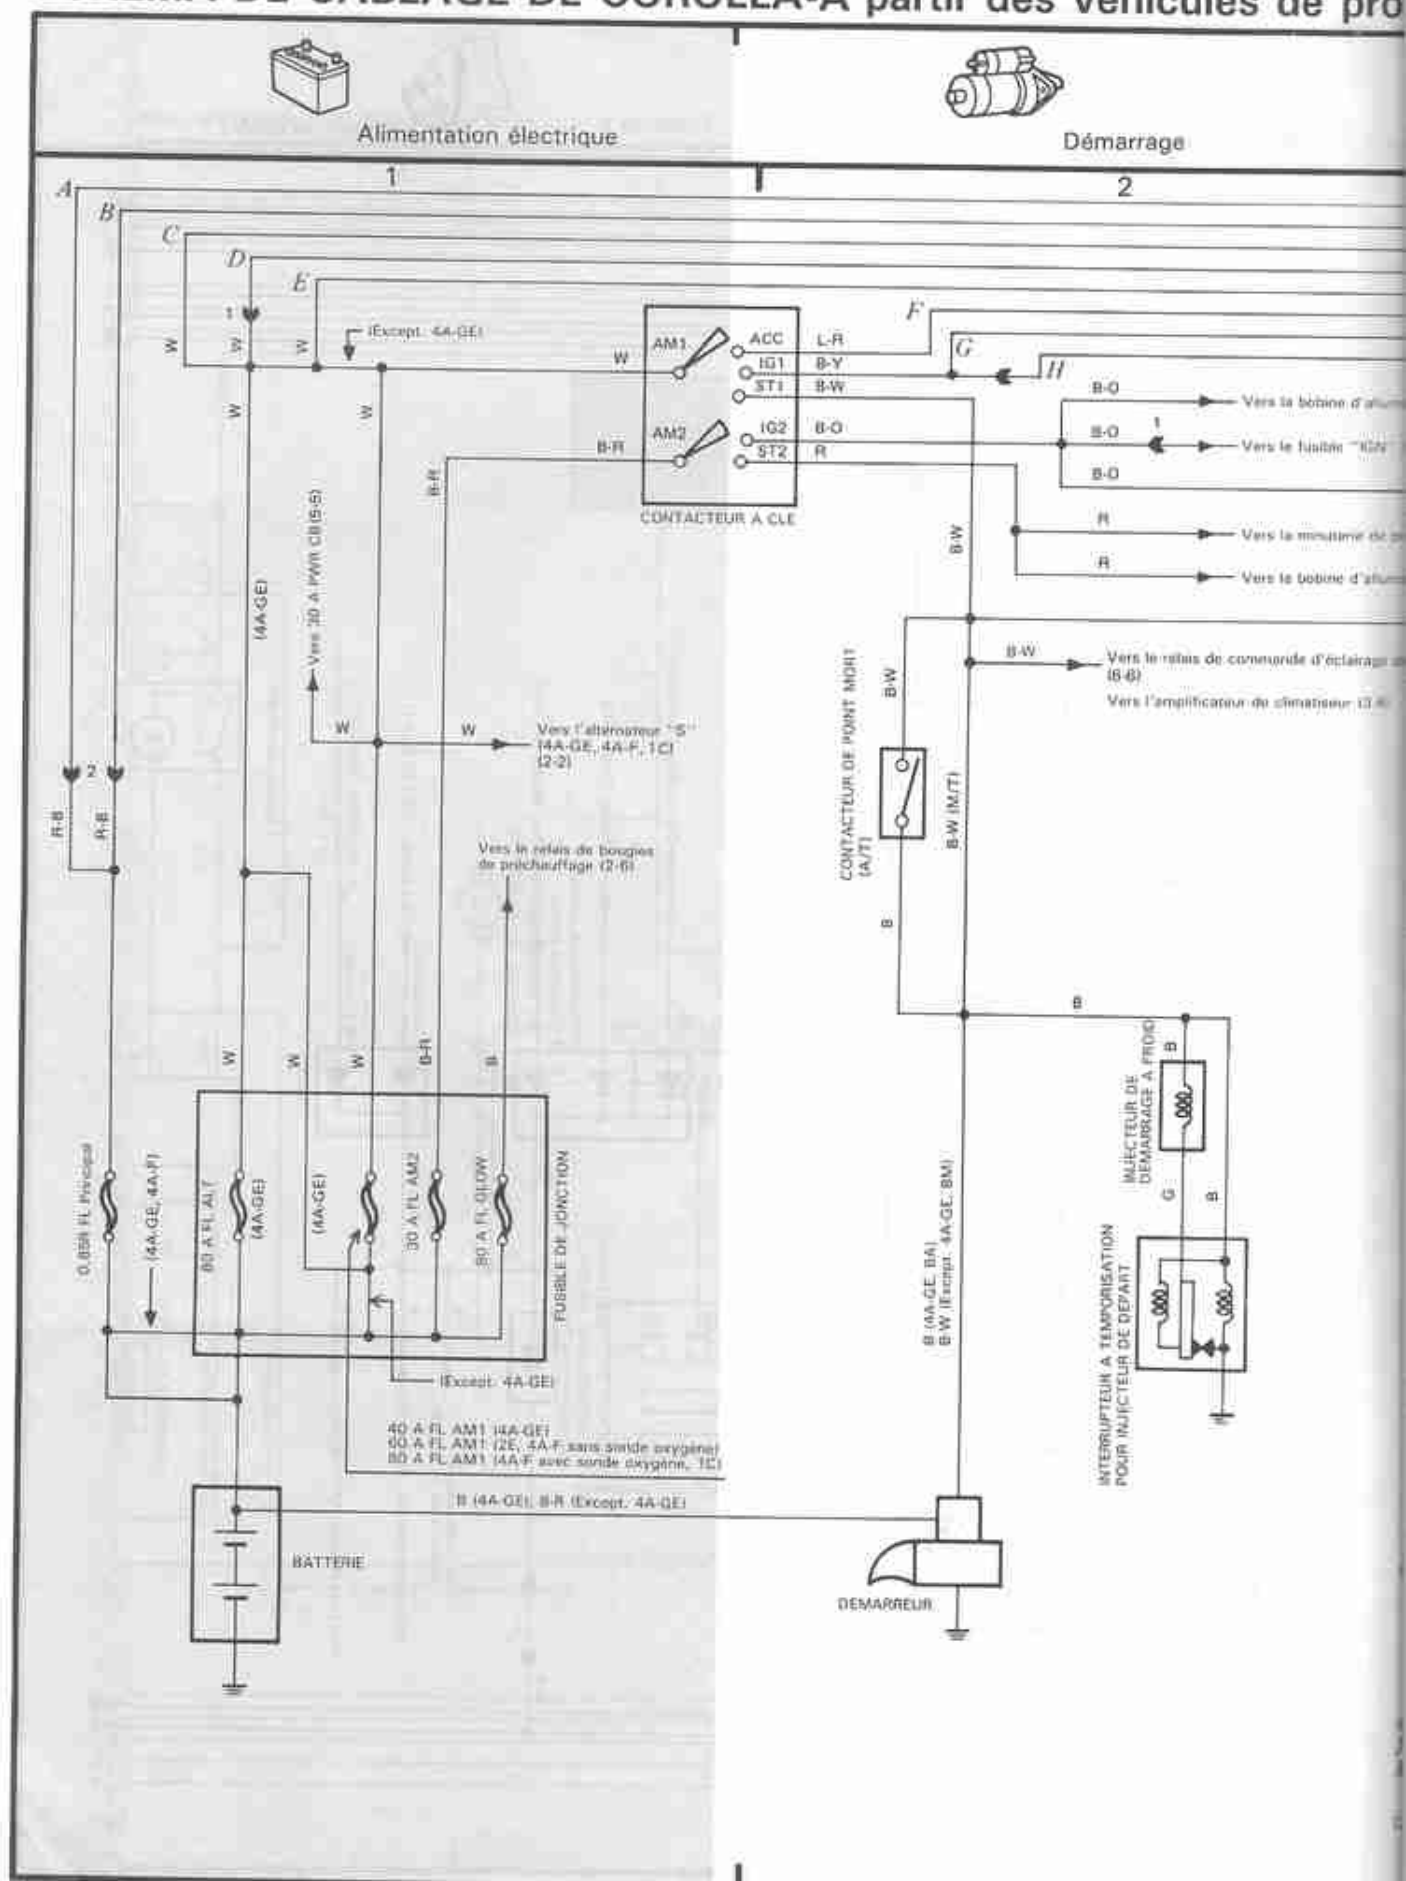 DE CABLAGE DE COROLLA-A partir des véhicules de pro
Alimentation électrique
Démarrage
1
2
A
B
C
D
E
F
G
H
1
W
W
W
(Except. 4A-GE)
W
AM1
ACC
IG1
ST1
L-R
B-Y
B-W
AM2
IG2
ST2
B-O
R
B-R
CONTACTEUR A CLE
B-O
Vers la bobine
B-O
1
Vers le fusible "IGN"
B-O
R
Vers la minuterie de
R
Vers la bobine
W
W
B-R
B-W
(4A-GE)
Vers 30 A PWR CB (5-5)
W
W
Vers l'alternateur "S"
(4A-GE, 4A-F, 1C)
(2-2)
B-W
Vers le relais de commande d'éclairage
(6-6)
Vers l'amplificateur de climatiseur
B-W
CONTACTEUR DE POINT MORT
(A/T)
B-W (M/T)
2
R-B
R-B
Vers le relais de bougies
de préchauffage (2-6)
B
B
W
W
W
B-R
B
B
INJECTEUR DE
DEMARRAGE A FROID
G
B
0.85R FL Principal
(4A-GE, 4A-F)
80 A FL ALT
(4A-GE)
(4A-GE)
30 A FL AM2
80 A FL GLOW
FUSIBLE DE JONCTION
B (4A-GE, BA)
B-W (Except. 4A-GE, BM)
INTERRUPTEUR A TEMPORISATION
POUR INJECTEUR DE DEPART
(Except. 4A-GE)
40 A FL AM1 (4A-GE)
60 A FL AM1 (2E, 4A-F sans sonde oxygène)
80 A FL AM1 (4A-F avec sonde oxygène, 1C)
B (4A-GE), B-R (Except. 4A-GE)
BATTERIE
DEMARREUR